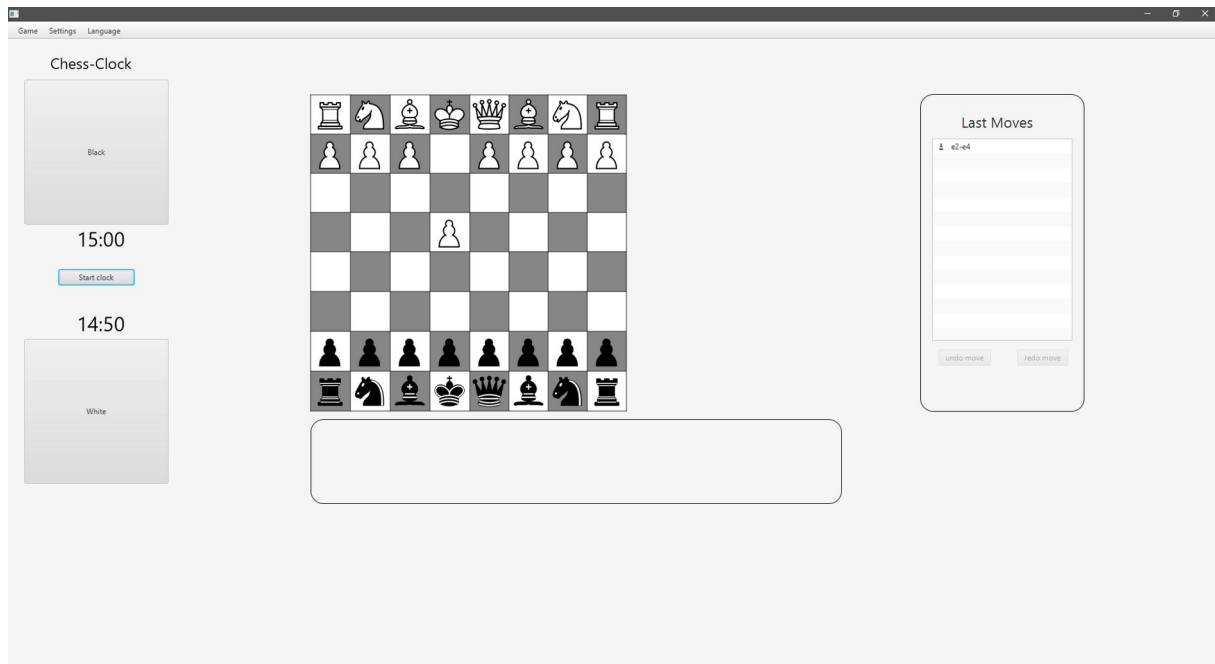 Game Settings Language
Chess-Clock
Black
15:00
Start clock
14:50
White
Last Moves
e2-e4
undo move redo move